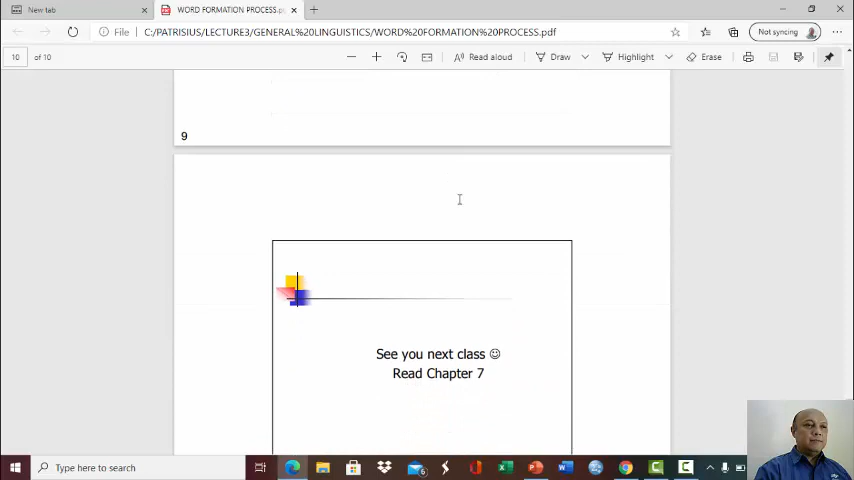 New tab
WORD FORMATION PROCESS.p
File
C:/PATRISIUS/LECTURE3/GENERAL%20LINGUISTICS/WORD%20FORMATION%20PROCESS.pdf
Not syncing
10 of 10
Read aloud
Draw
Highlight
Erase
9
See you next class ☺
Read Chapter 7
Type here to search
6